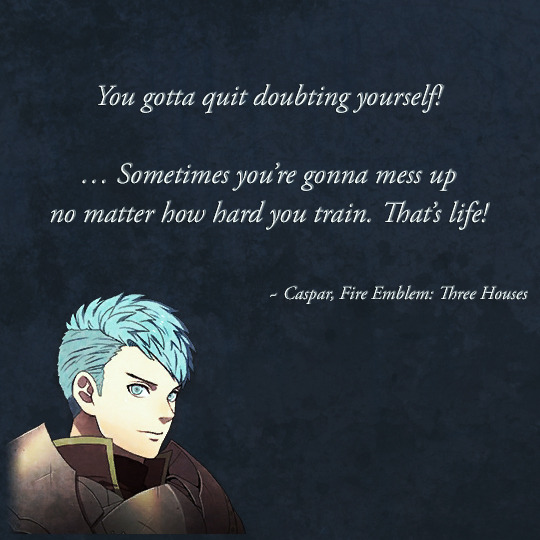 You gotta quit doubting yourself!
… Sometimes you're gonna mess up
no matter how hard you train. That's life!
~ Caspar, Fire Emblem: Three Houses